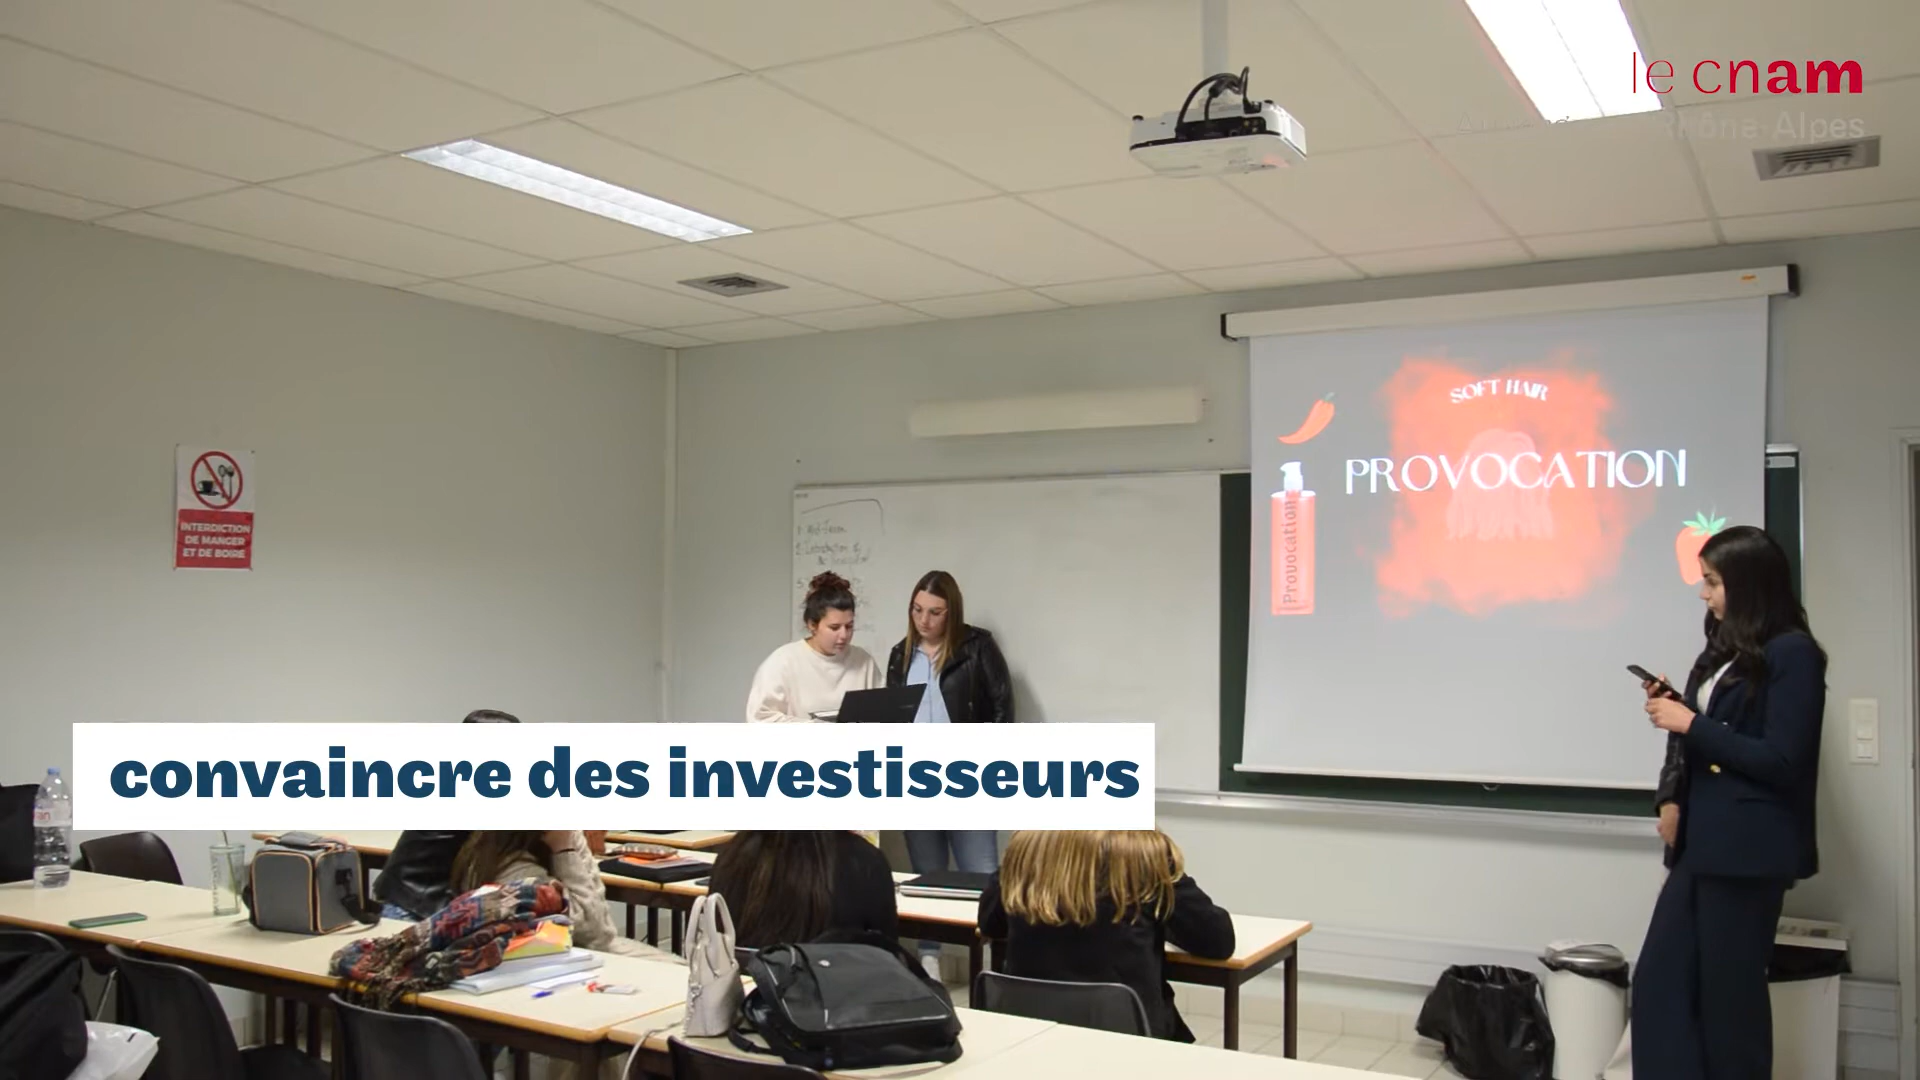 le cnam
Rhône-Alpes
SOFT HAIR
PROVOCATION
Provocation
INTERDICTION
DE MANGER
ET DE BOIRE
convaincre des investisseurs